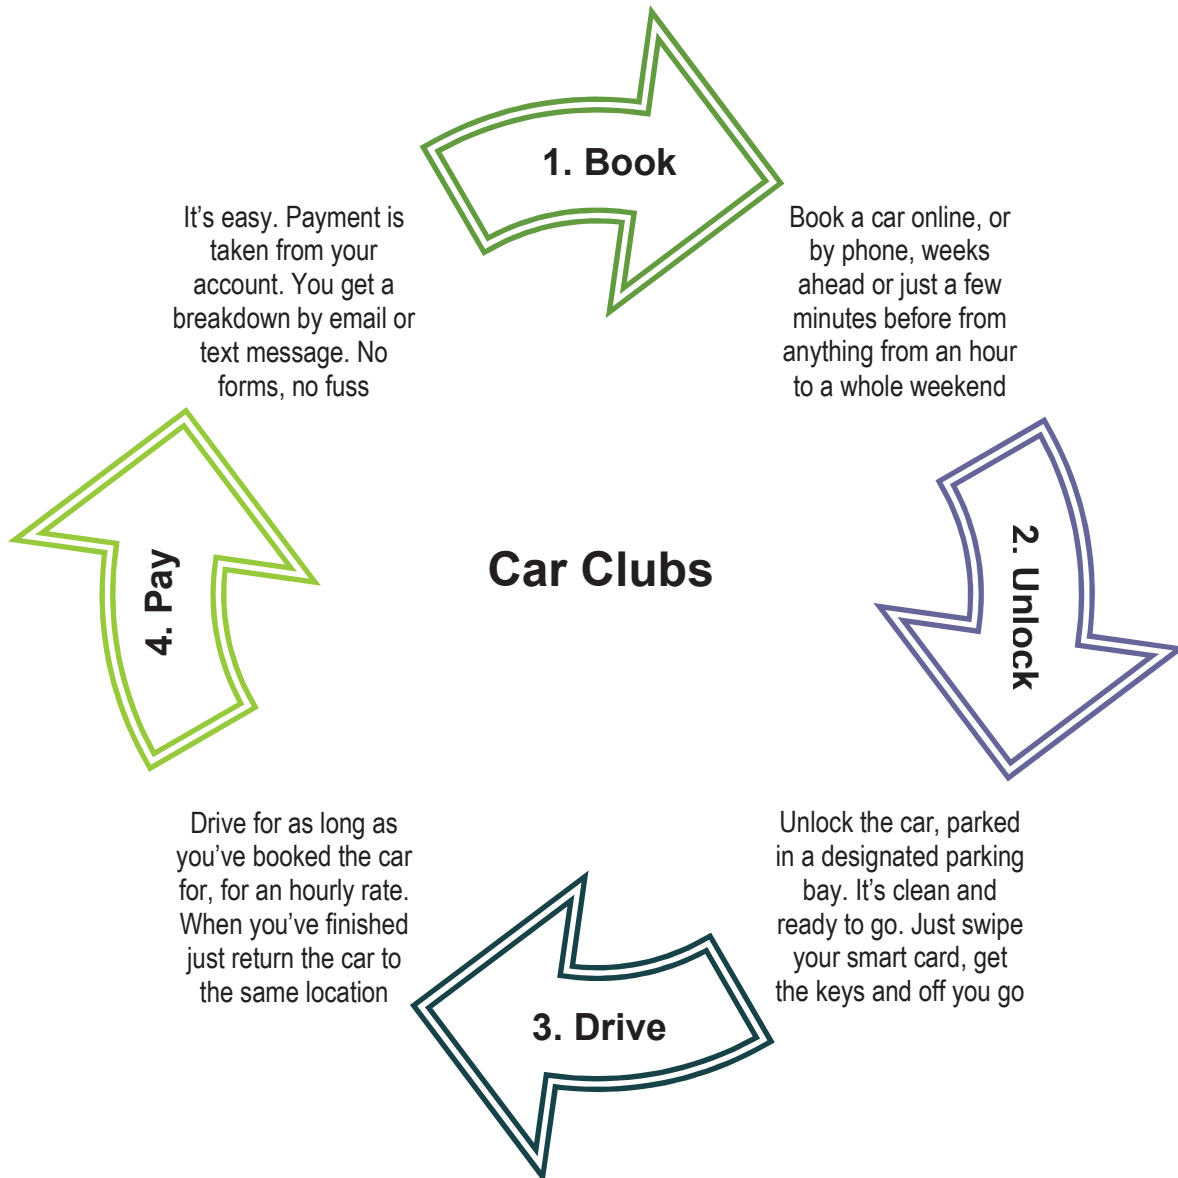 1. Book
Book a car online, or
by phone, weeks
ahead or just a few
minutes before from
anything from an hour
to a whole weekend
2. Unlock
Unlock the car, parked
in a designated parking
bay. It’s clean and
ready to go. Just swipe
your smart card, get
the keys and off you go
3. Drive
Drive for as long as
you’ve booked the car
for, for an hourly rate.
When you’ve finished
just return the car to
the same location
4. Pay
It’s easy. Payment is
taken from your
account. You get a
breakdown by email or
text message. No
forms, no fuss
Car Clubs